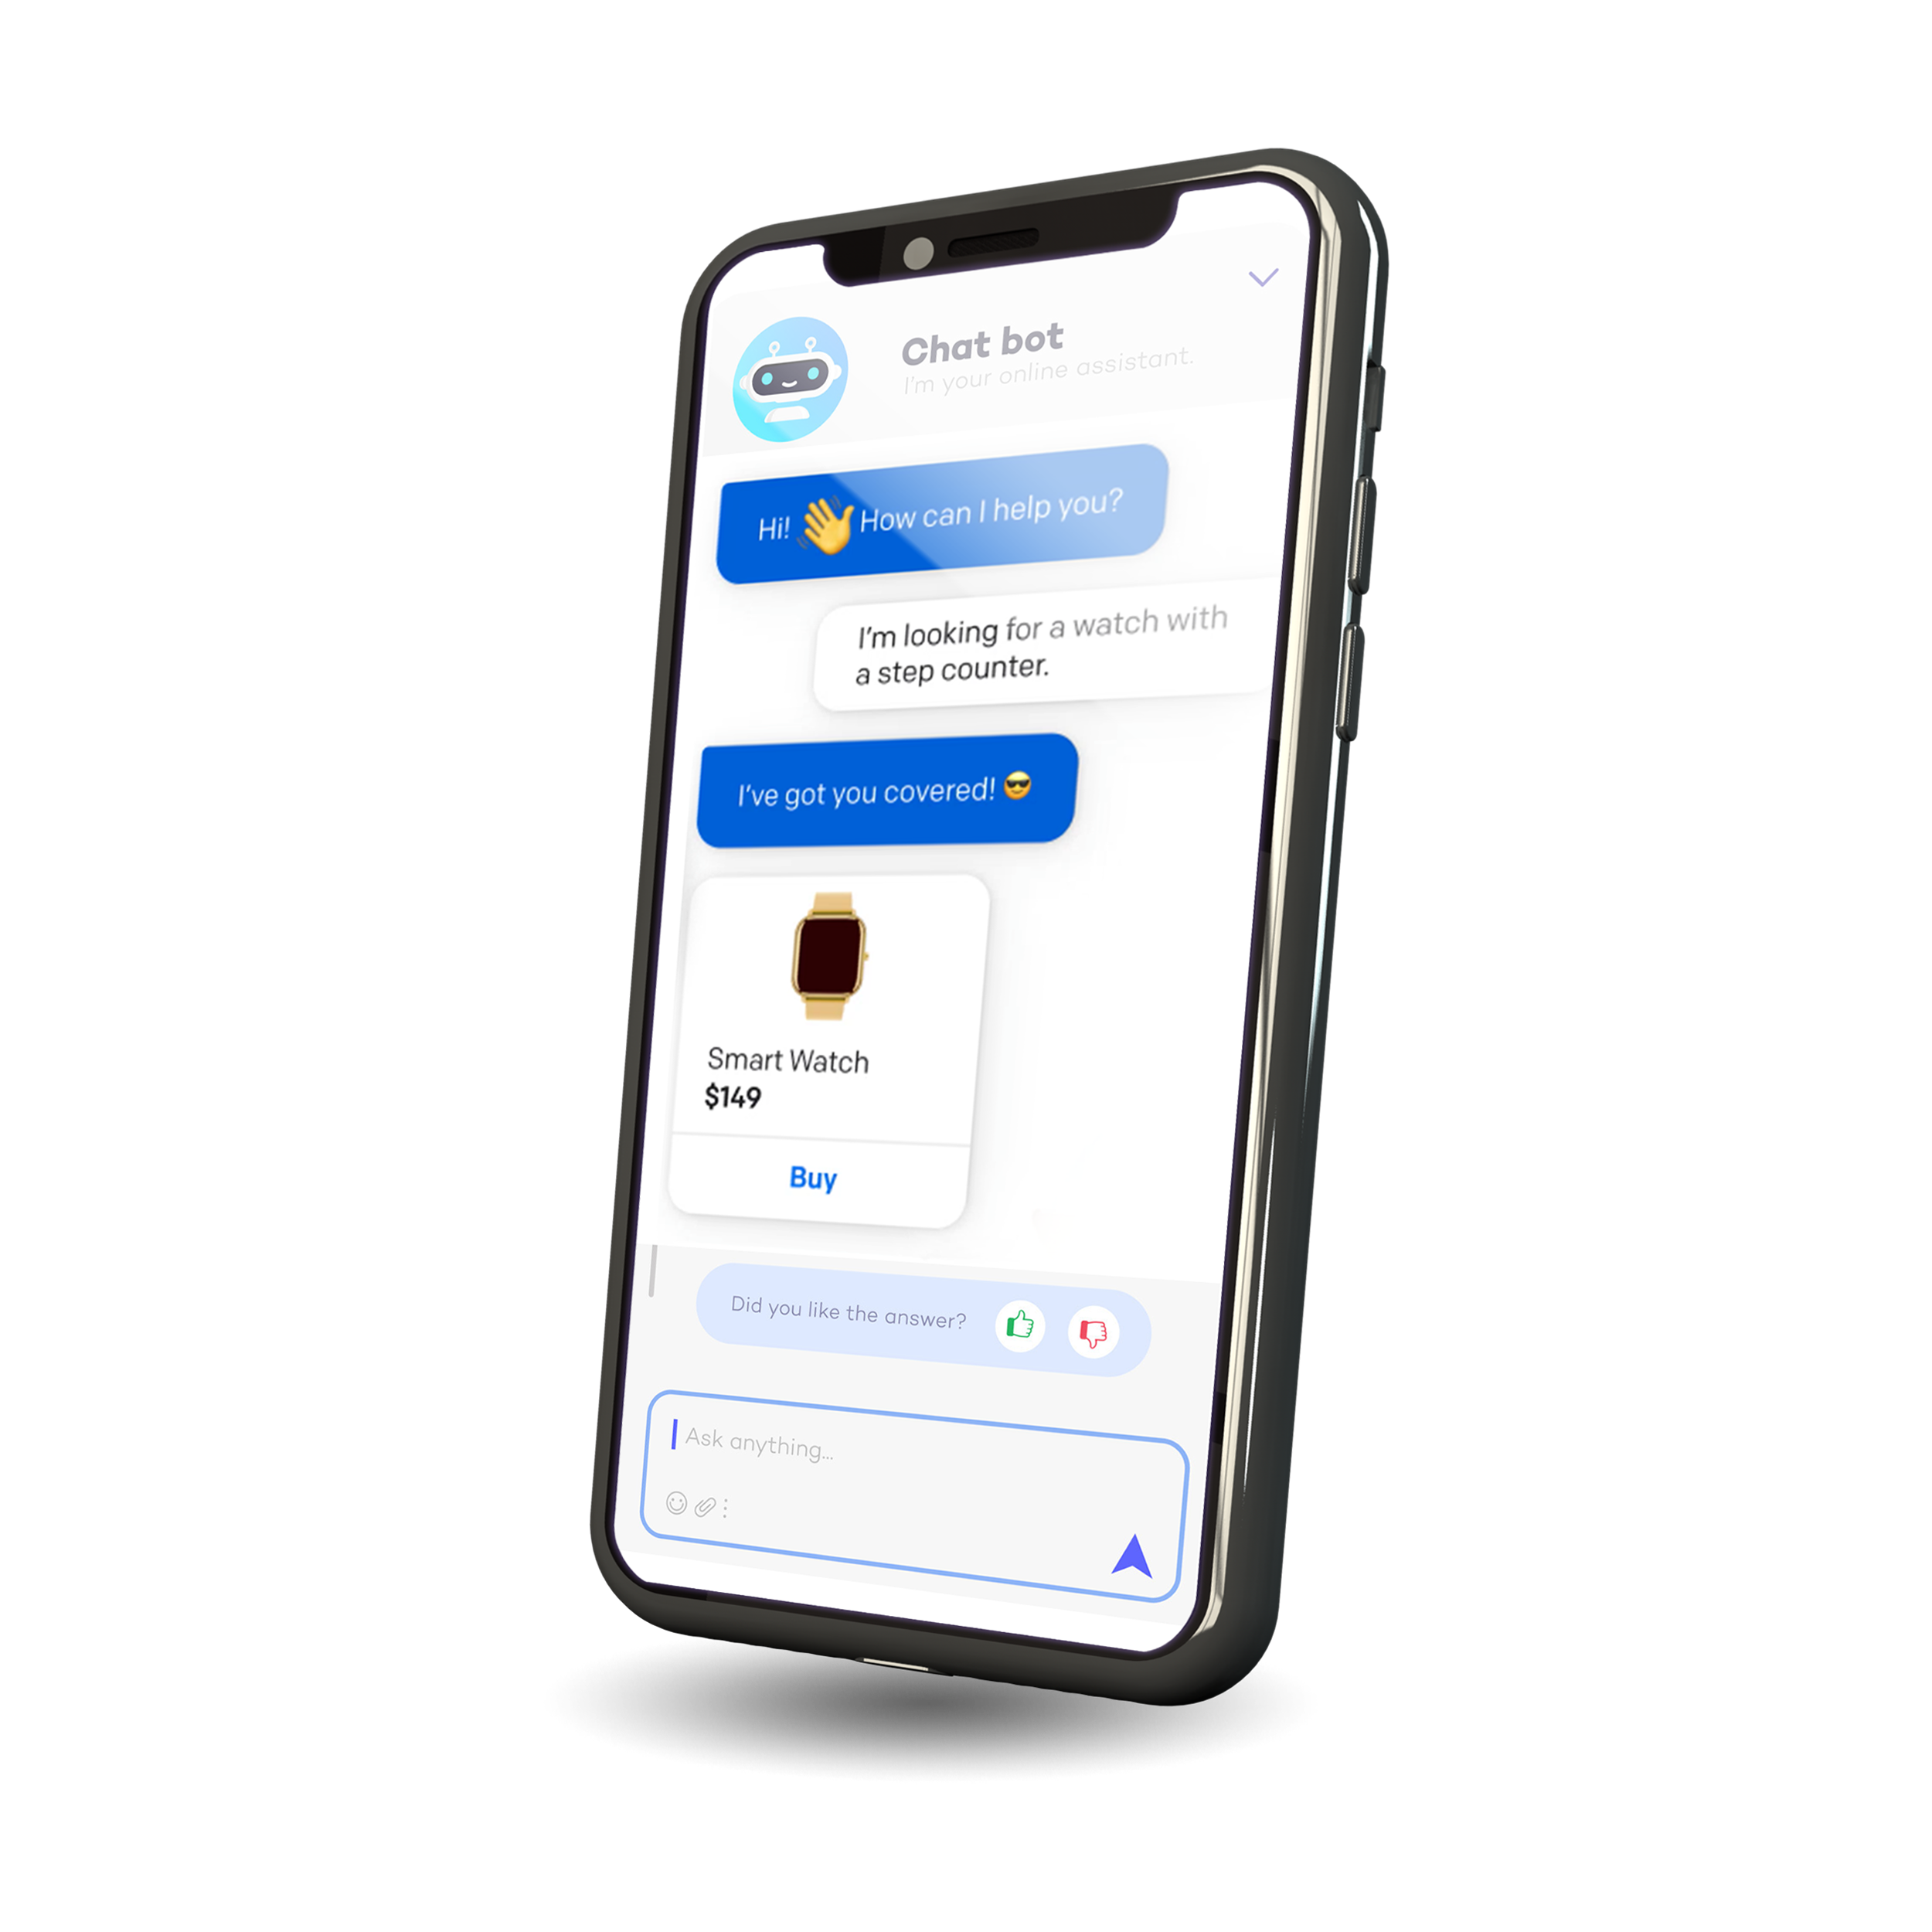 Chat bot
I'm your online assistant.
Hi! 👋 How can I help you?
I'm looking for a watch with
a step counter.
I've got you covered! 😎
Smart Watch
$149
Buy
Did you like the answer?
Ask anything...